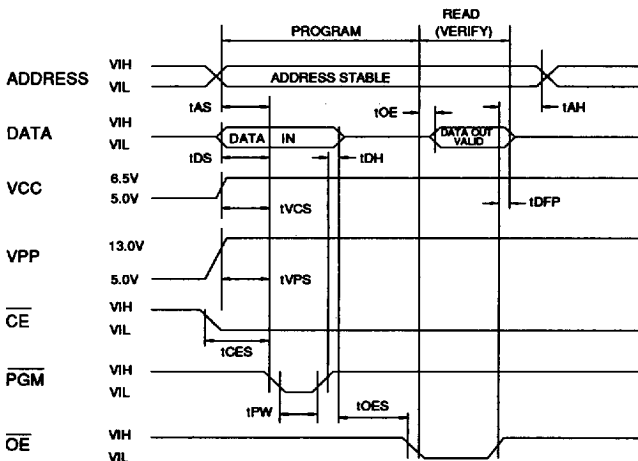 READ
PROGRAM (VERIFY)
ADDRESS VIH VIL ADDRESS STABLE
tAS tOE tAH
DATA VIH VIL DATA IN DATA OUT VALID
tDS tDH
VCC 6.5V 5.0V
tVCS tDFP
VPP 13.0V 5.0V
tVPS
CE VIH VIL
tCES
PGM VIH VIL
tPW tOES
OE VIH VIL